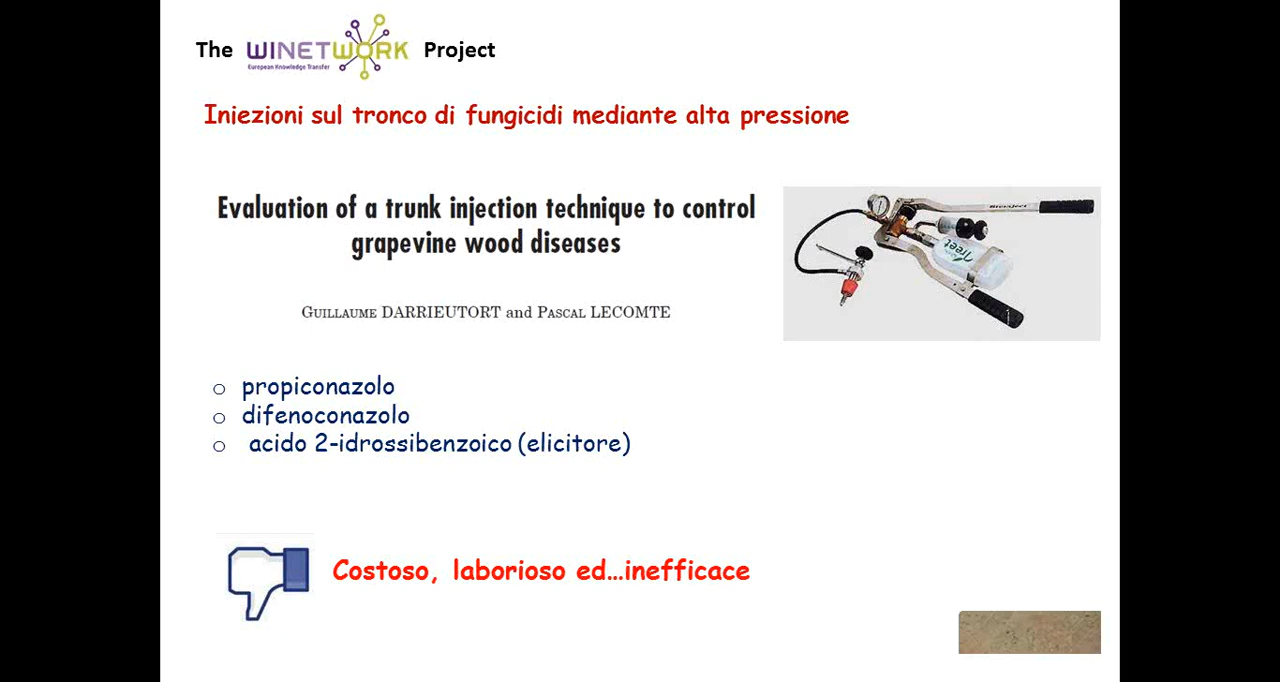 The WINETWORK Project
European Knowledge Transfer
Iniezioni sul tronco di fungicidi mediante alta pressione
Evaluation of a trunk injection technique to control
grapevine wood diseases
GUILLAUME DARRIEUTORT and PASCAL LECOMTE
Treet
o propiconazolo
o difenoconazolo
o acido 2-idrossibenzoico (elicitore)
Costoso, laborioso ed...inefficace